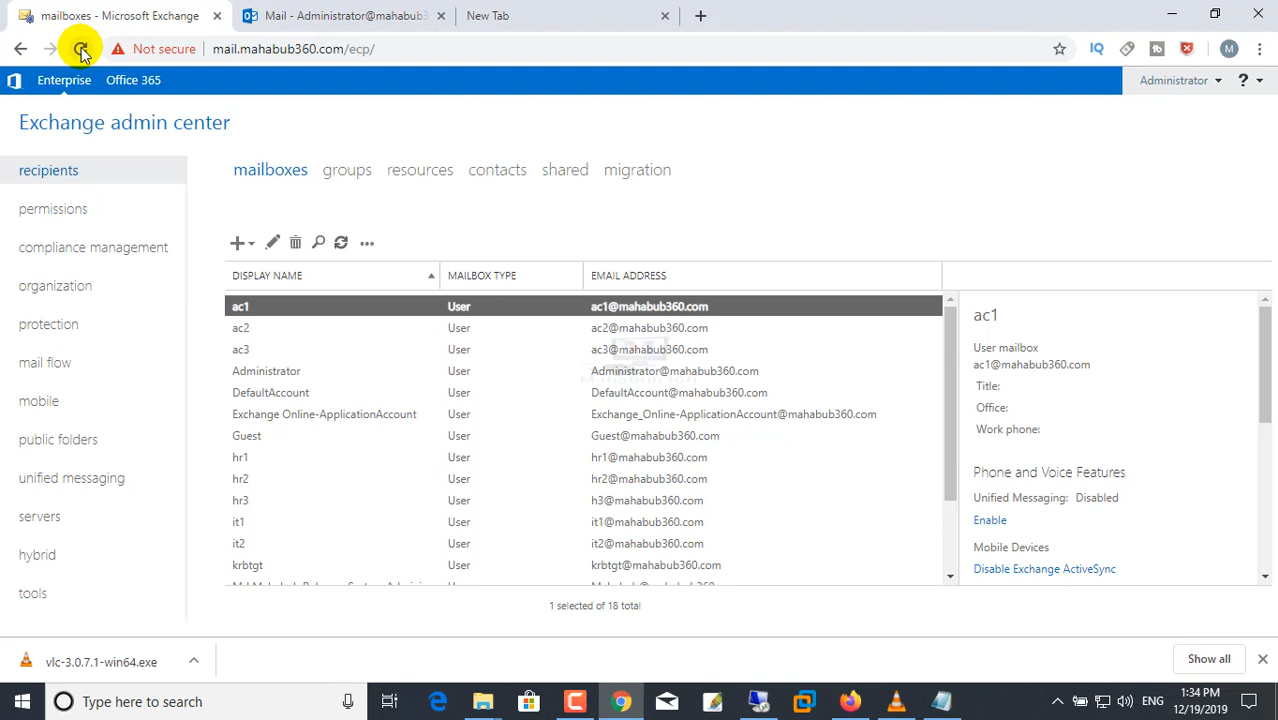 mailboxes - Microsoft Exchange
Mail - Administrator@mahabub3
New Tab
Not secure
mail.mahabub360.com/ecp/
IQ
M
Enterprise
Office 365
Administrator
?
Exchange admin center
recipients
permissions
compliance management
organization
protection
mail flow
mobile
public folders
unified messaging
servers
hybrid
tools
mailboxes
groups
resources
contacts
shared
migration
DISPLAY NAME MAILBOX TYPE EMAIL ADDRESS
ac1 User ac1@mahabub360.com
ac2 User ac2@mahabub360.com
ac3 User ac3@mahabub360.com
Administrator User Administrator@mahabub360.com
DefaultAccount User DefaultAccount@mahabub360.com
Exchange Online-ApplicationAccount User Exchange_Online-ApplicationAccount@mahabub360.com
Guest User Guest@mahabub360.com
hr1 User hr1@mahabub360.com
hr2 User hr2@mahabub360.com
hr3 User h3@mahabub360.com
it1 User it1@mahabub360.com
it2 User it2@mahabub360.com
krbtgt User krbtgt@mahabub360.com
1 selected of 18 total
ac1
User mailbox
ac1@mahabub360.com
Title:
Office:
Work phone:
Phone and Voice Features
Unified Messaging: Disabled
Enable
Mobile Devices
Disable Exchange ActiveSync
vlc-3.0.7.1-win64.exe
Show all
Type here to search
ENG
1:34 PM
12/19/2019